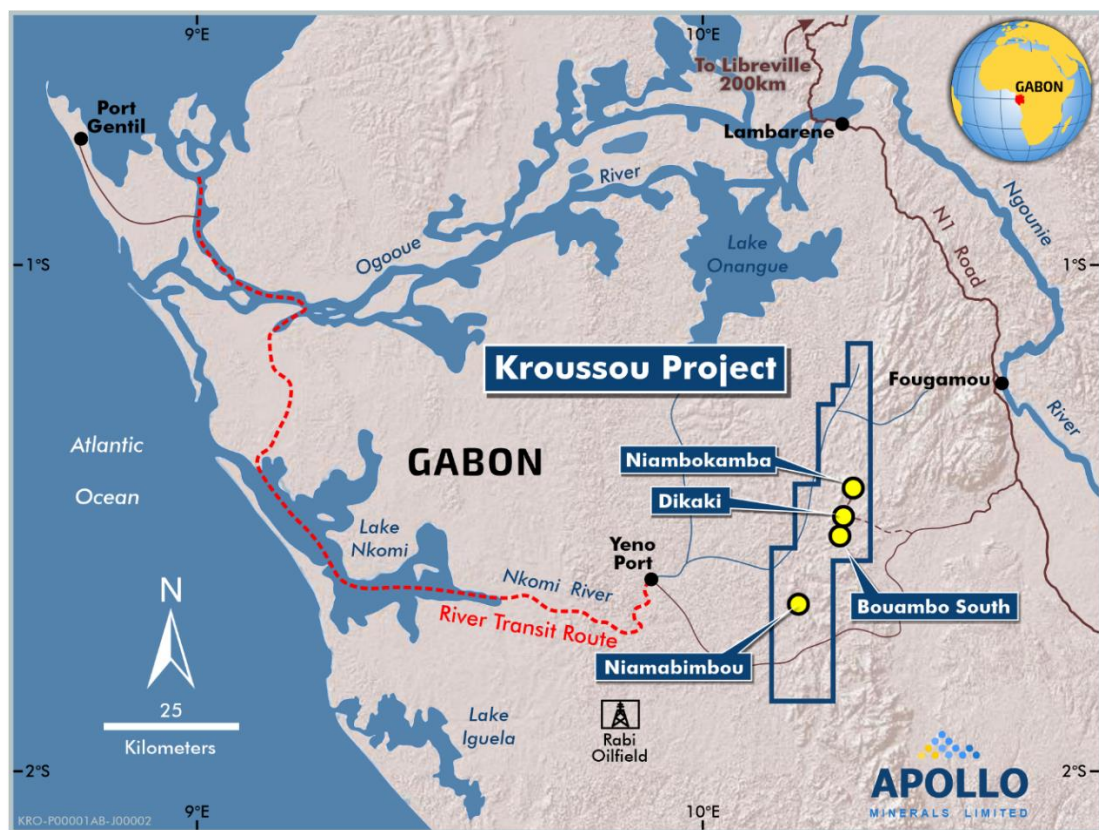 9°E
10°E
To Libreville
200km
GABON
Port
Gentil
Lambarene
River
Ngounie
Ogooue
Lake
Onangue
N1 Road
1°S
1°S
Kroussou Project
Fougamou
River
Atlantic
Ocean
GABON
Niambokamba
Dikaki
Lake
Nkomi
Yeno
Port
Nkomi River
Bouambo South
River Transit Route
Niamabimbou
N
25
Kilometers
Lake
Iguela
Rabi
Oilfield
APOLLO
MINERALS LIMITED
2°S
2°S
9°E
10°E
KRO-P00001AB-J00002